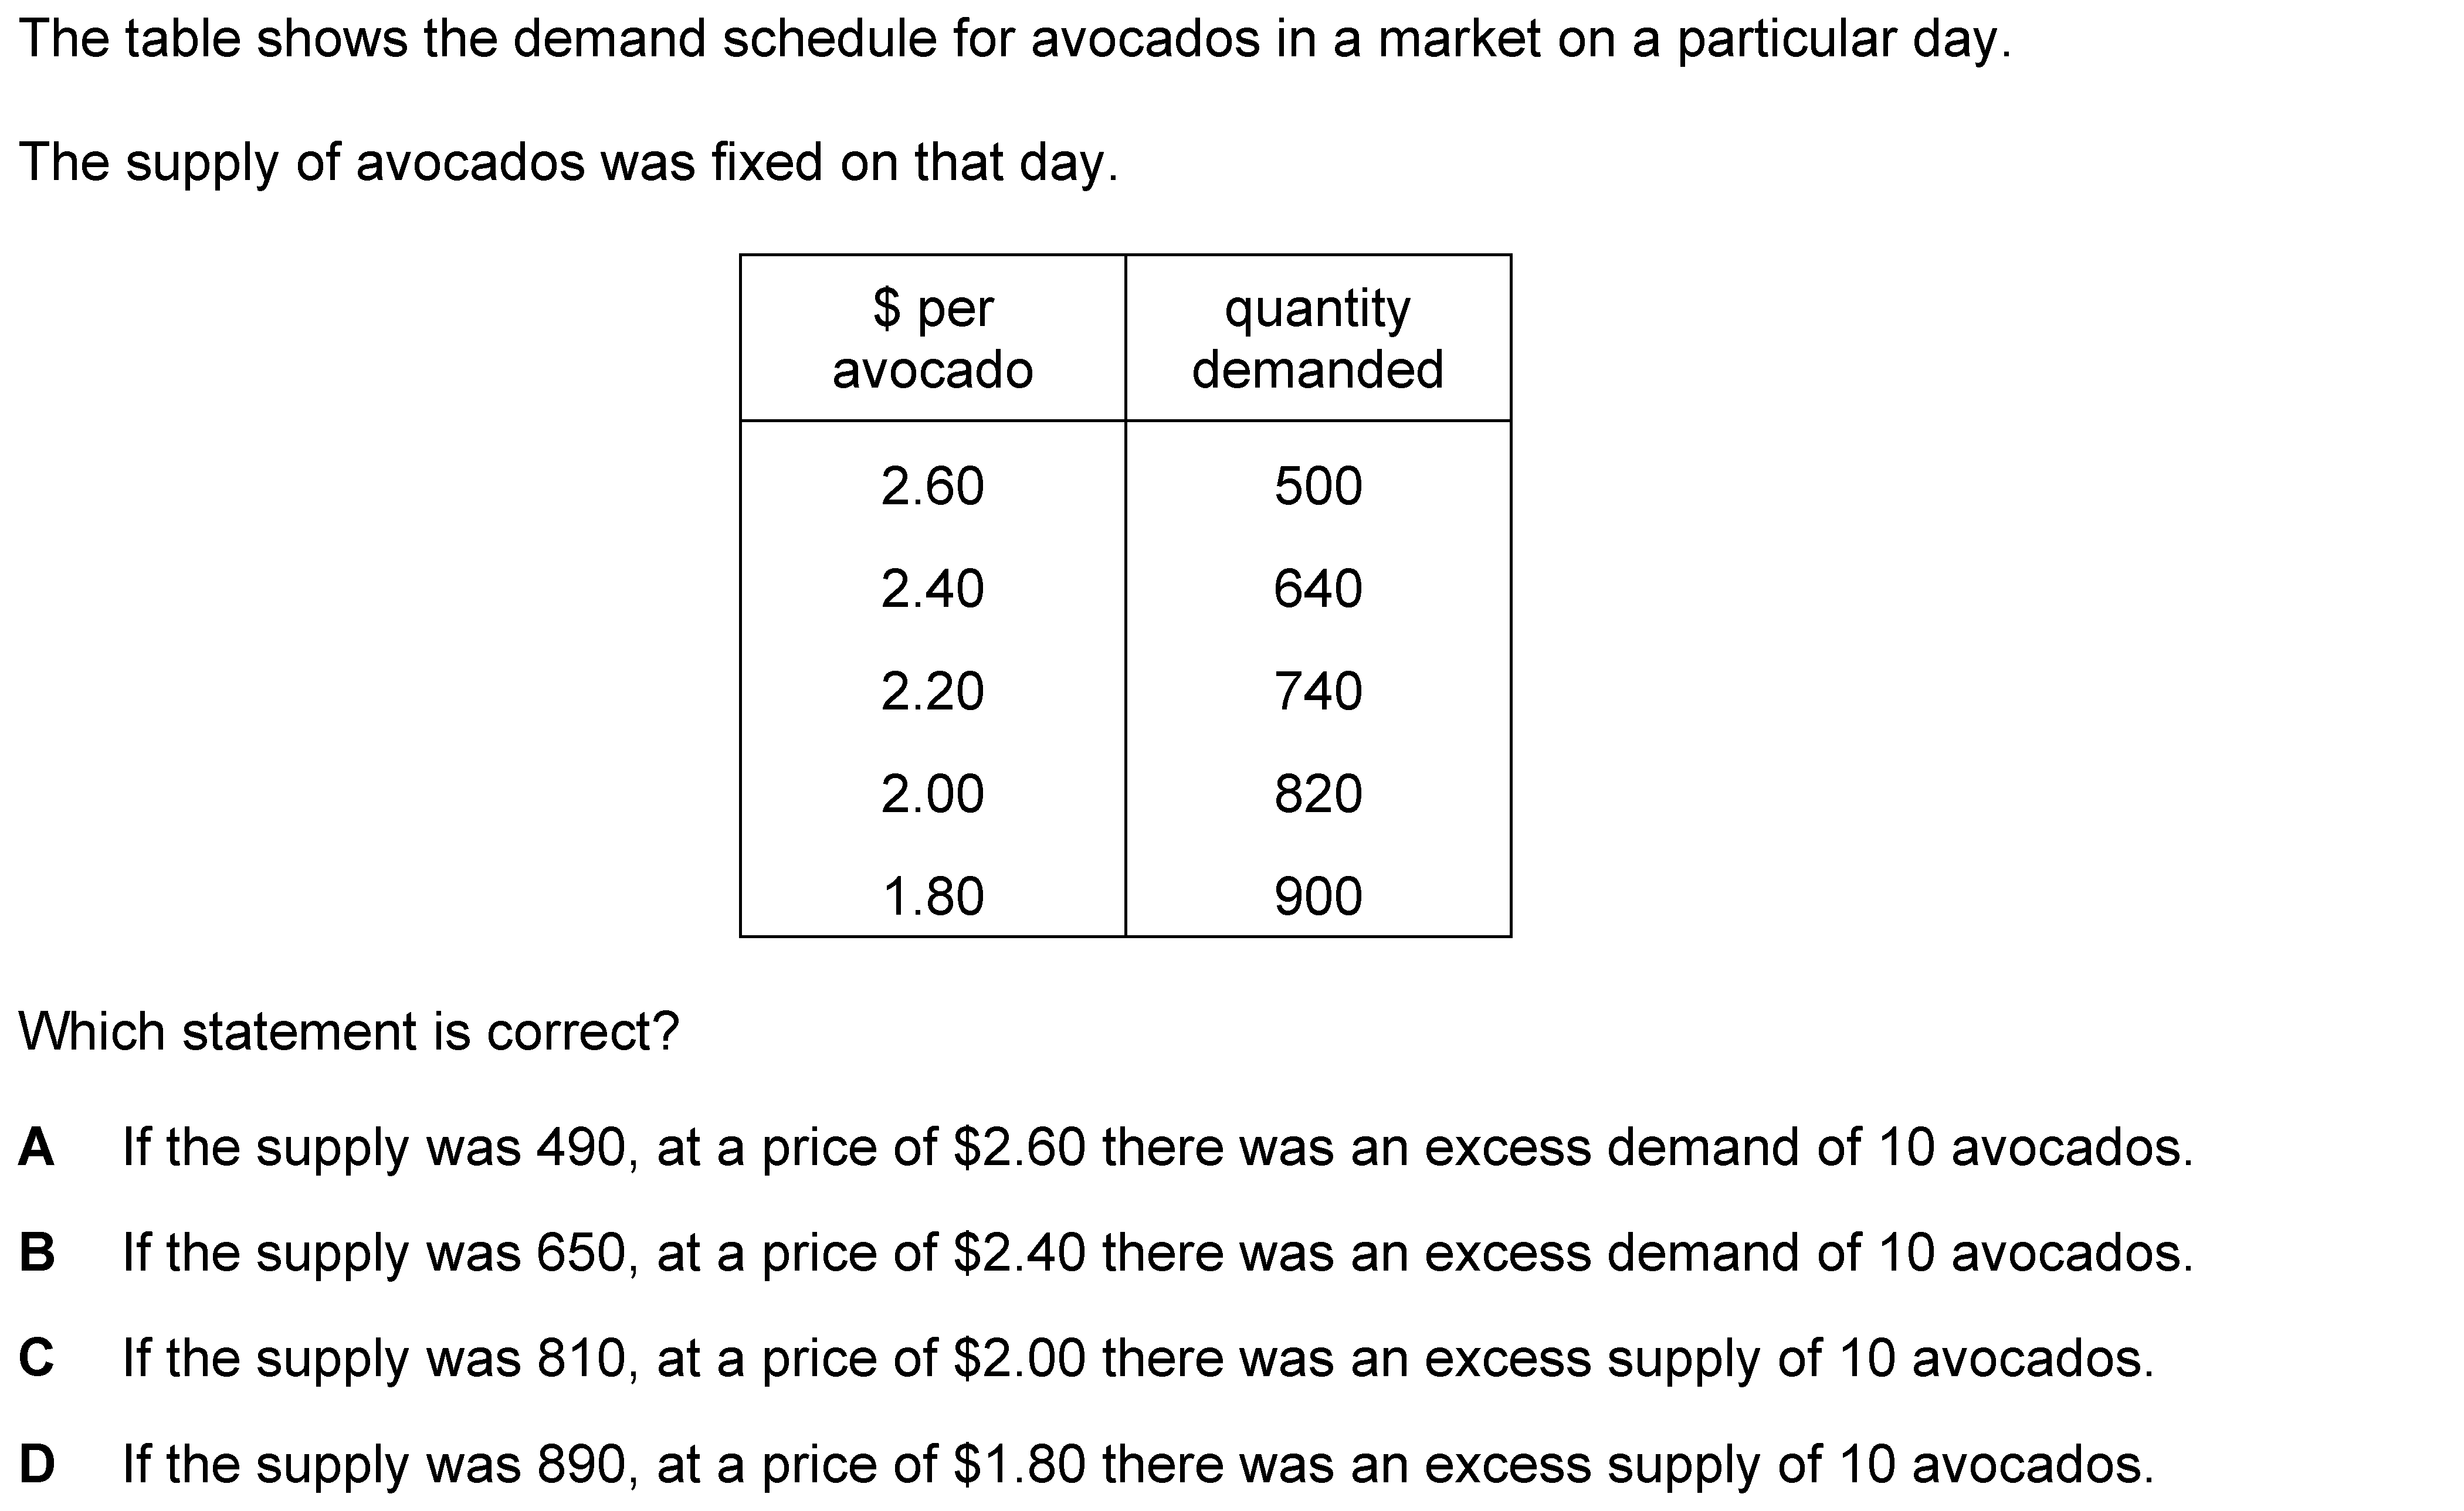 The table shows the demand schedule for avocados in a market on a particular day.
The supply of avocados was fixed on that day.
$ per avocado quantity demanded
2.60 500
2.40 640
2.20 740
2.00 820
1.80 900
Which statement is correct?
A If the supply was 490, at a price of $2.60 there was an excess demand of 10 avocados.
B If the supply was 650, at a price of $2.40 there was an excess demand of 10 avocados.
C If the supply was 810, at a price of $2.00 there was an excess supply of 10 avocados.
D If the supply was 890, at a price of $1.80 there was an excess supply of 10 avocados.